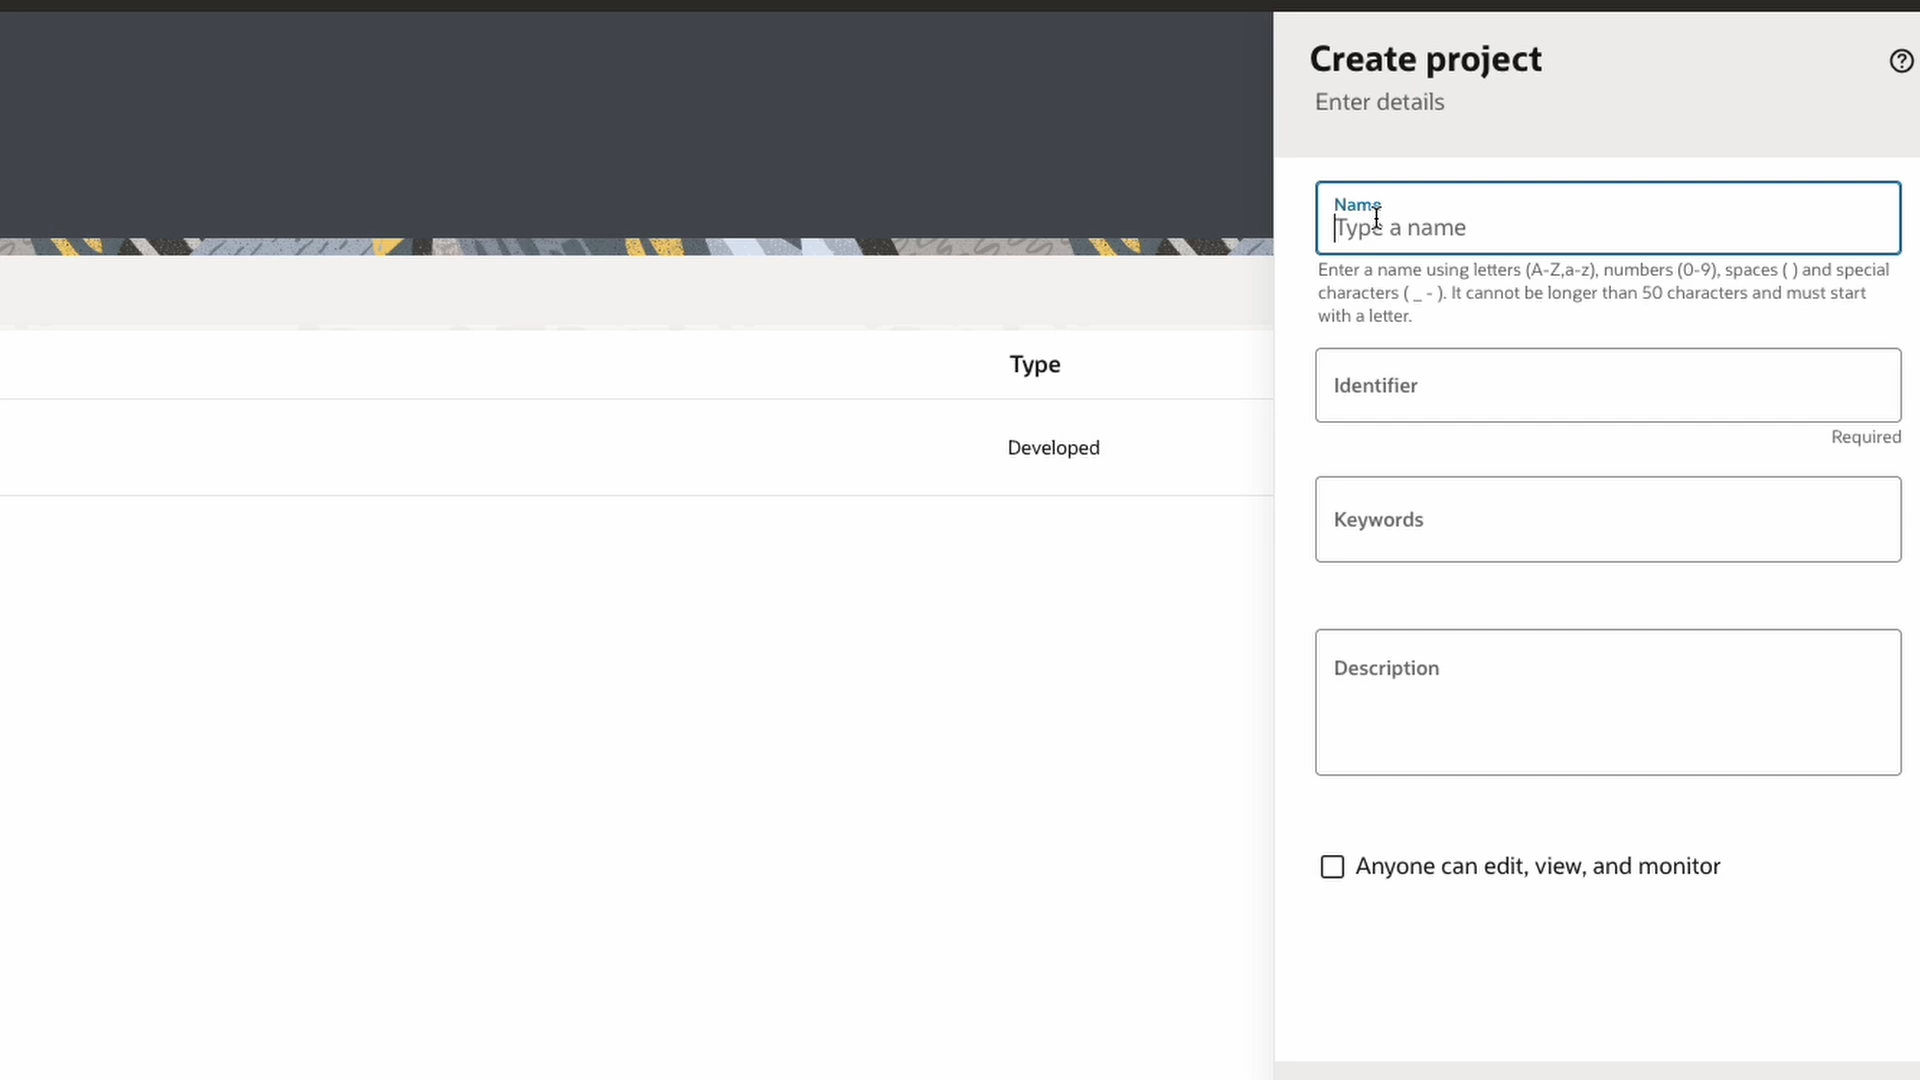 Create project
Enter details
Name
Type a name
Enter a name using letters (A-Z,a-z), numbers (0-9), spaces ( ) and special
characters ( _ - ). It cannot be longer than 50 characters and must start
with a letter.
Type
Identifier
Required
Developed
Keywords
Description
Anyone can edit, view, and monitor